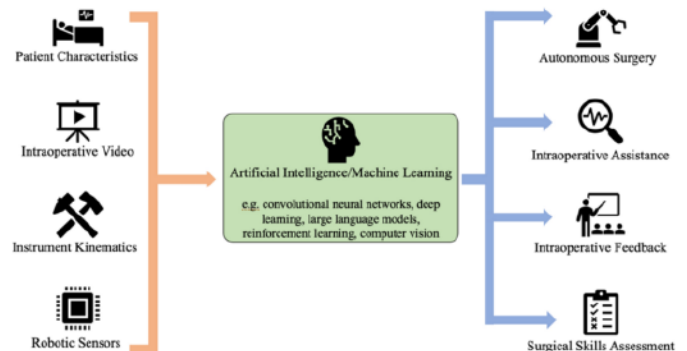 Patient Characteristics
Intraoperative Video
Instrument Kinematics
Robotic Sensors
Artificial Intelligence/Machine Learning
e.g. convolutional neural networks, deep
learning, large language models,
reinforcement learning, computer vision
Autonomous Surgery
Intraoperative Assistance
Intraoperative Feedback
Surgical Skills Assessment